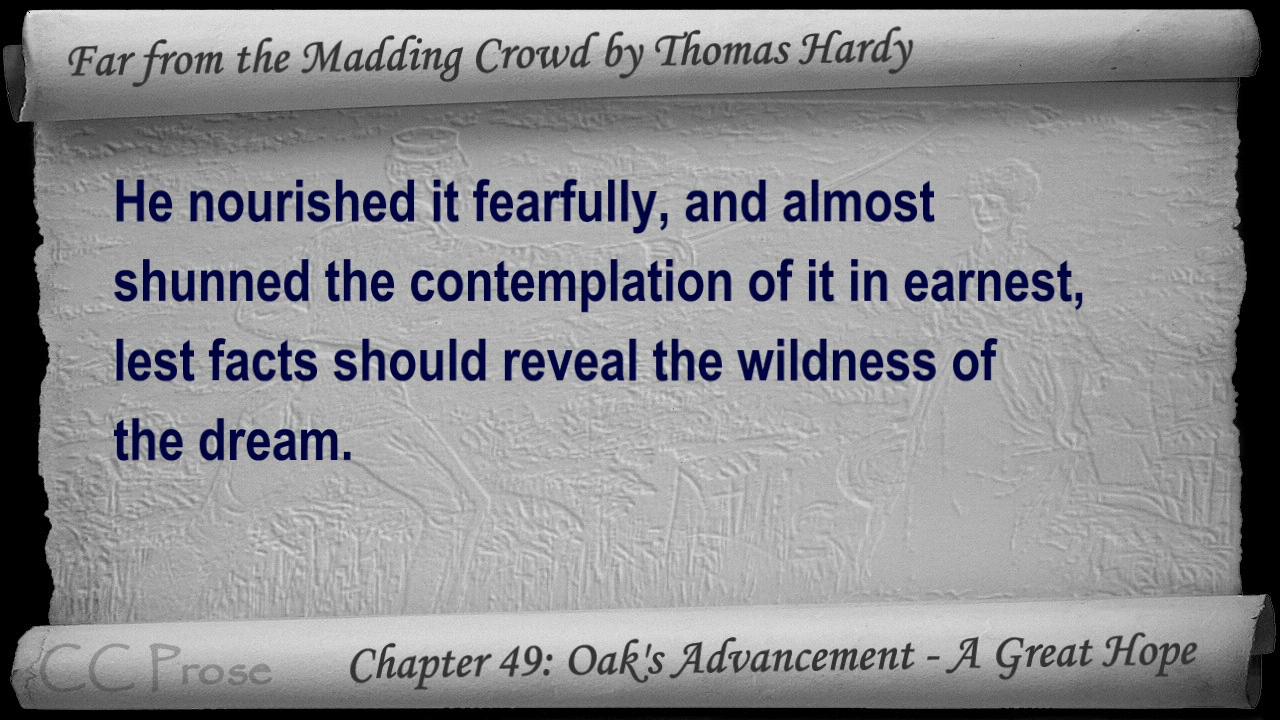 Far from the Madding Crowd by Thomas Hardy
He nourished it fearfully, and almost
shunned the contemplation of it in earnest,
lest facts should reveal the wildness of
the dream.
CC Prose
Chapter 49: Oak's Advancement - A Great Hope